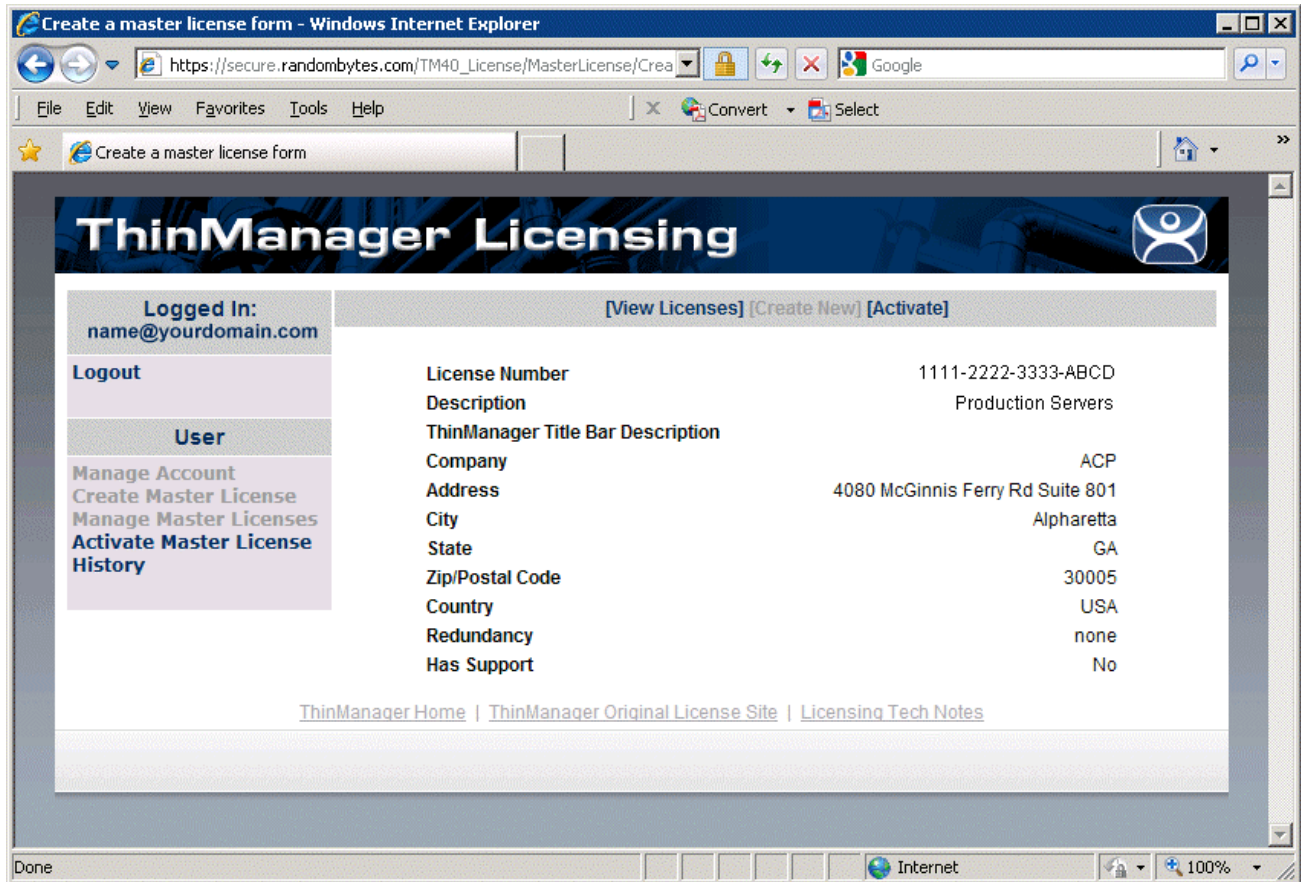 Create a master license form - Windows Internet Explorer
https://secure.randombytes.com/TM40_License/MasterLicense/Crea
Google
File Edit View Favorites Tools Help
Convert Select
Create a master license form
ThinManager Licensing
Logged In:
name@yourdomain.com
[View Licenses] [Create New] [Activate]
Logout
User
Manage Account
Create Master License
Manage Master Licenses
Activate Master License
History
License Number 1111-2222-3333-ABCD
Description Production Servers
ThinManager Title Bar Description
Company ACP
Address 4080 McGinnis Ferry Rd Suite 801
City Alpharetta
State GA
Zip/Postal Code 30005
Country USA
Redundancy none
Has Support No
ThinManager Home | ThinManager Original License Site | Licensing Tech Notes
Done Internet 100%